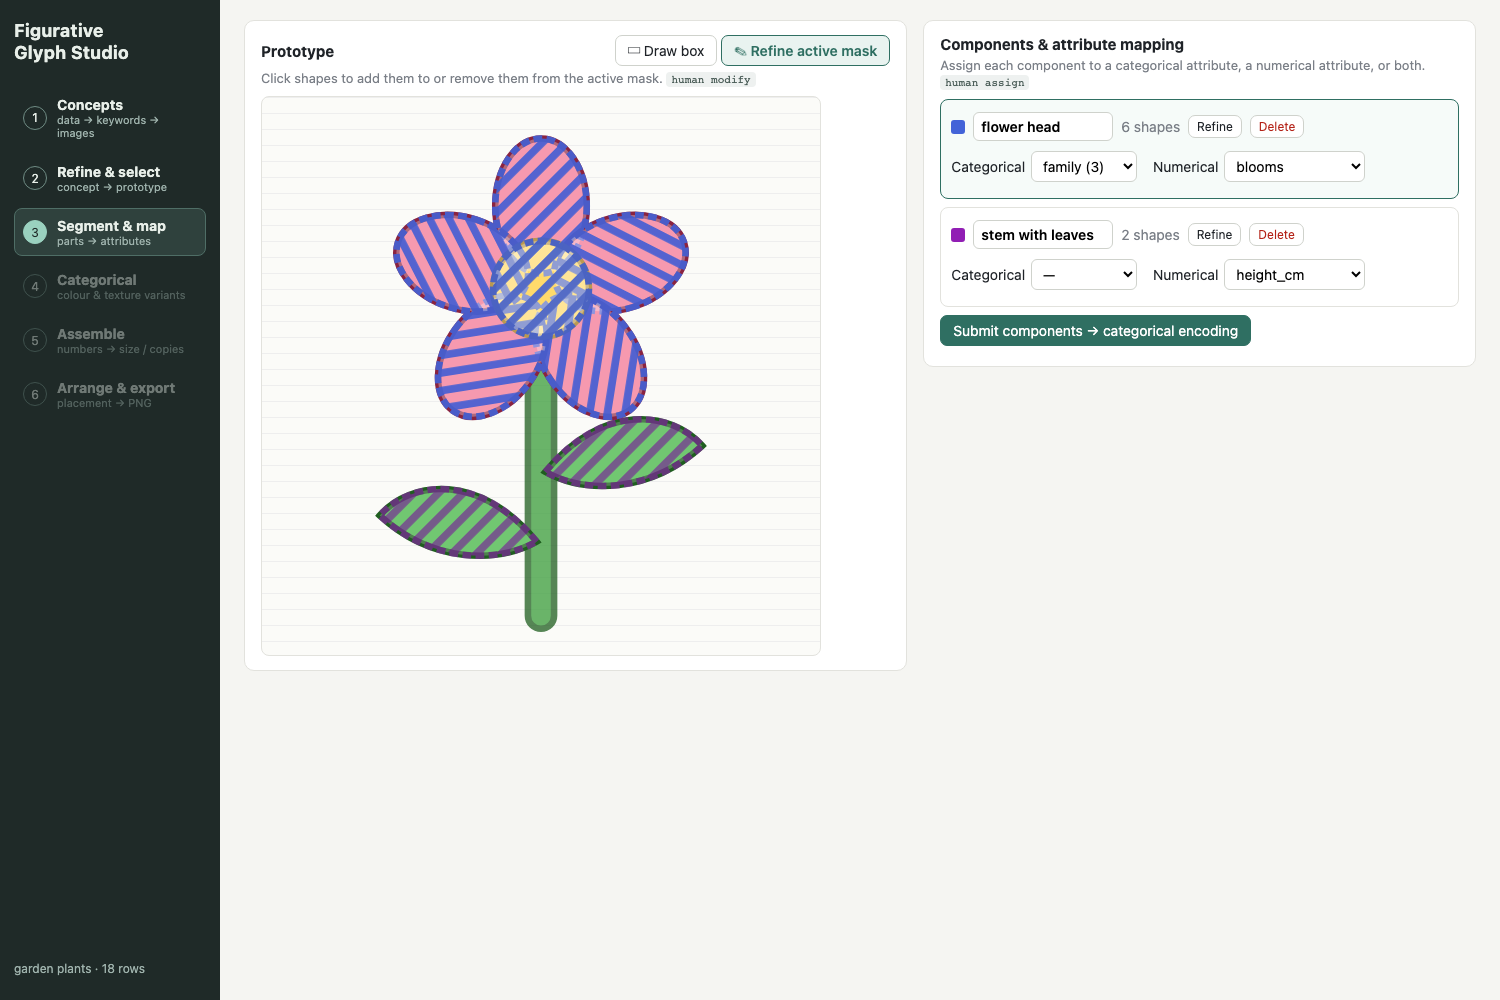 Figurative
Glyph Studio
1
Concepts
data → keywords →
images
2
Refine & select
concept → prototype
3
Segment & map
parts → attributes
4
Categorical
colour & texture variants
5
Assemble
numbers → size / copies
6
Arrange & export
placement → PNG
garden plants · 18 rows
Prototype
▭ Draw box
✎ Refine active mask
Click shapes to add them to or remove them from the active mask. human modify
Components & attribute mapping
Assign each component to a categorical attribute, a numerical attribute, or both.
human assign
flower head 6 shapes Refine Delete
Categorical family (3) Numerical blooms
stem with leaves 2 shapes Refine Delete
Categorical — Numerical height_cm
Submit components → categorical encoding